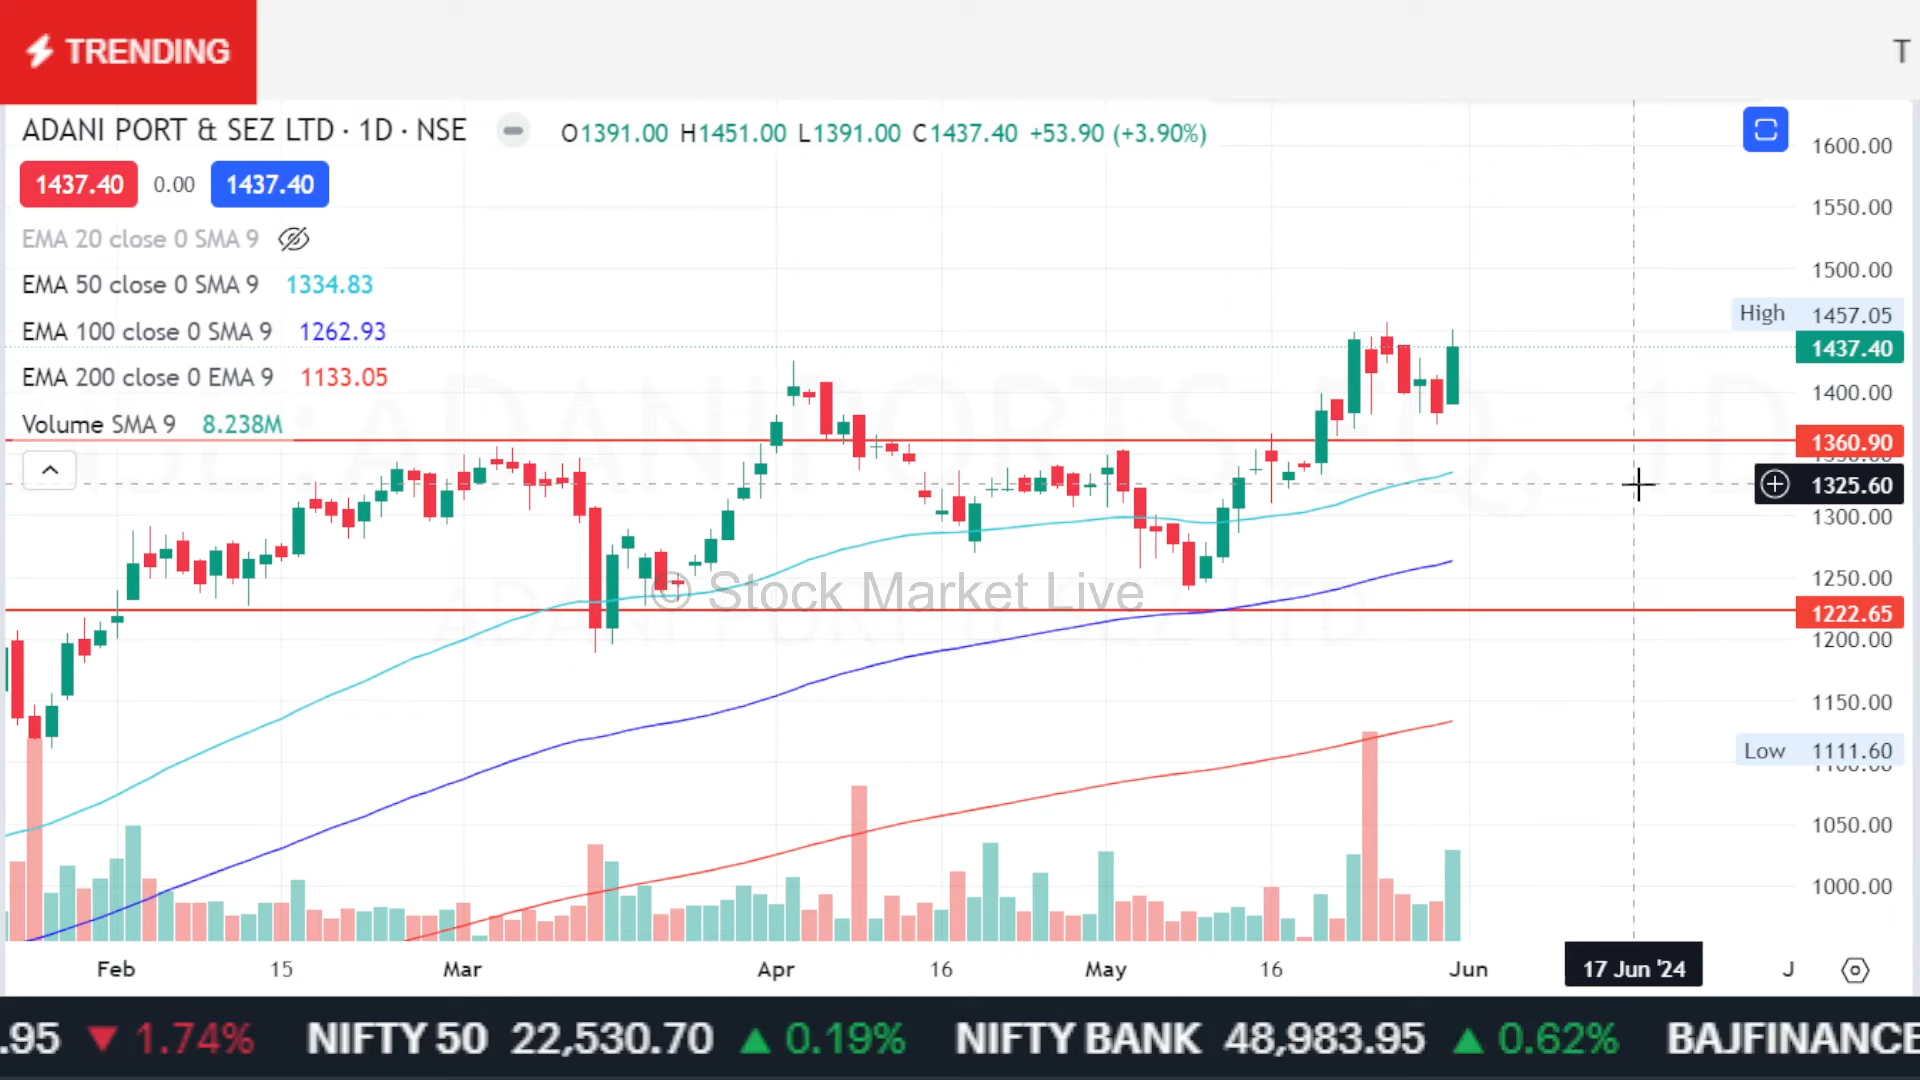 TRENDING
T
ADANI PORT & SEZ LTD · 1D · NSE
O1391.00 H1451.00 L1391.00 C1437.40 +53.90 (+3.90%)
1437.40 0.00 1437.40
EMA 20 close 0 SMA 9
EMA 50 close 0 SMA 9 1334.83
EMA 100 close 0 SMA 9 1262.93
EMA 200 close 0 EMA 9 1133.05
Volume SMA 9 8.238M
1600.00
1550.00
1500.00
High 1457.05
1437.40
1400.00
1360.90
1325.60
1300.00
1250.00
1222.65
1200.00
1150.00
Low 1111.60
1100.00
1050.00
1000.00
© Stock Market Live
ADANI PORT & SEZ LTD
Feb 15 Mar Apr 16 May 16 Jun 17 Jun '24 J
.95 ▼ 1.74% NIFTY 50 22,530.70 ▲ 0.19% NIFTY BANK 48,983.95 ▲ 0.62% BAJFINANCE